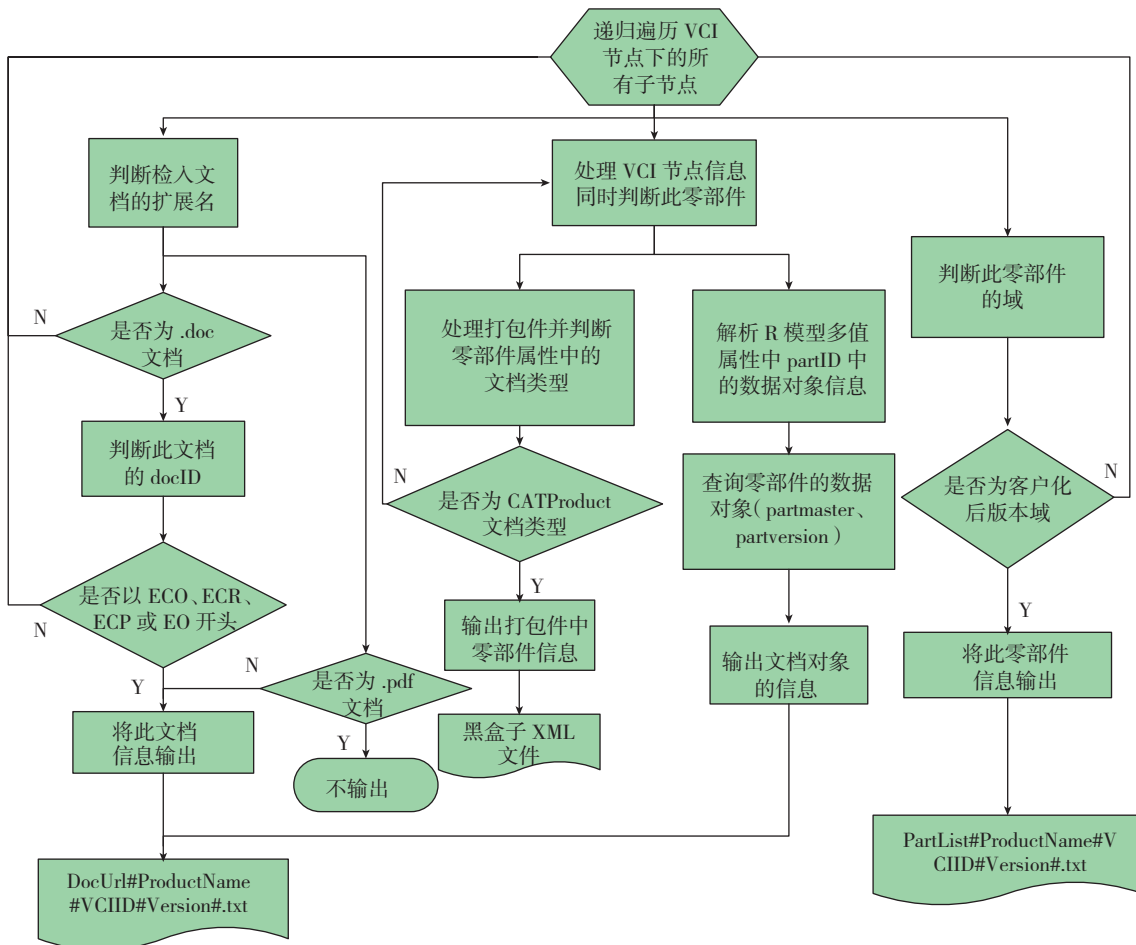 递归遍历 VCI
节点下的所
有子节点
判断检入文
档的扩展名
处理 VCI 节点信息
同时判断此零部件
判断此零部件
的域
N
是否为 .doc
文档
Y
处理打包件并判断
零部件属性中的
文档类型
解析 R 模型多值
属性中 partID 中
的数据对象信息
判断此文档
的 docID
N
是否为 CATProduct
文档类型
Y
查询零部件的数据
对象(partmaster、
partversion)
是否为客户化
后版本域
N
Y
是否以 ECO、ECR、
ECP 或 EO 开头
N
Y
输出打包件中
零部件信息
输出文档对象
的信息
将此零部件
信息输出
N
是否为 .pdf
文档
Y
将此文档
信息输出
黑盒子 XML
文件
不输出
PartList#ProductName#V
CIID#Version#.txt
DocUrl#ProductName
#VCIID#Version#.txt